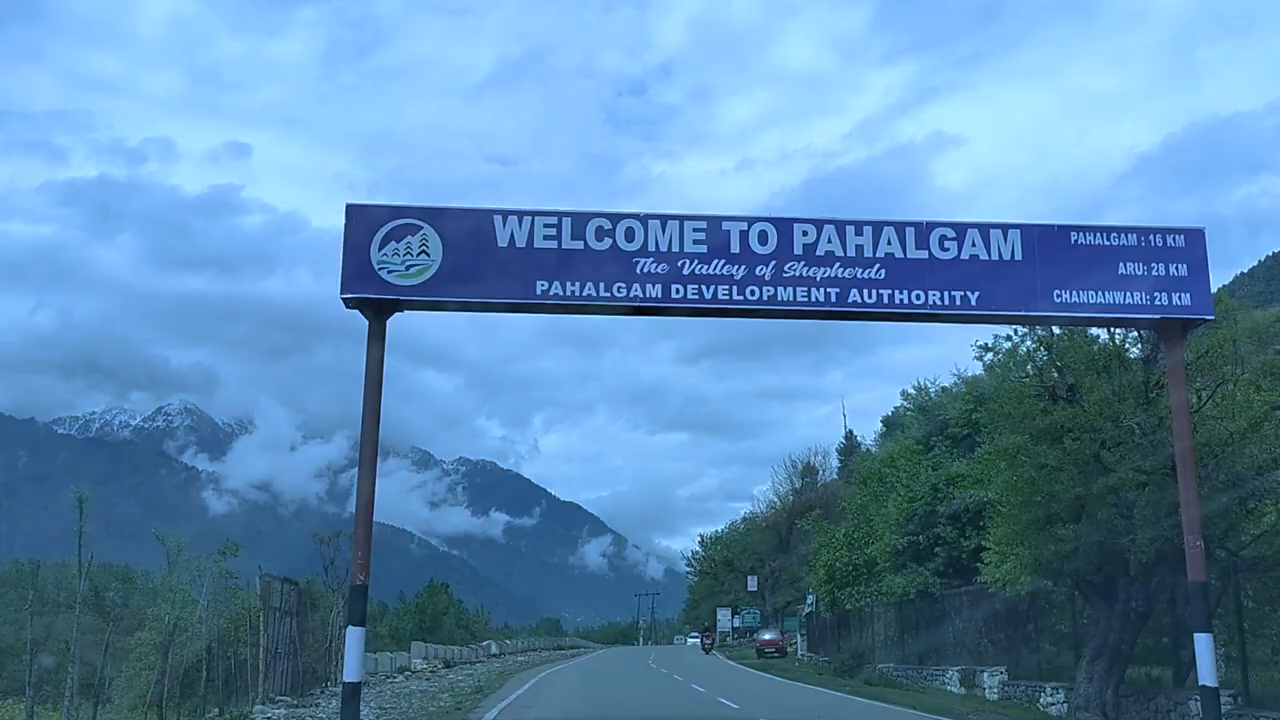 WELCOME TO PAHALGAM
The Valley of Shepherds
PAHALGAM DEVELOPMENT AUTHORITY
PAHALGAM : 16 KM
ARU: 28 KM
CHANDANWARI: 28 KM